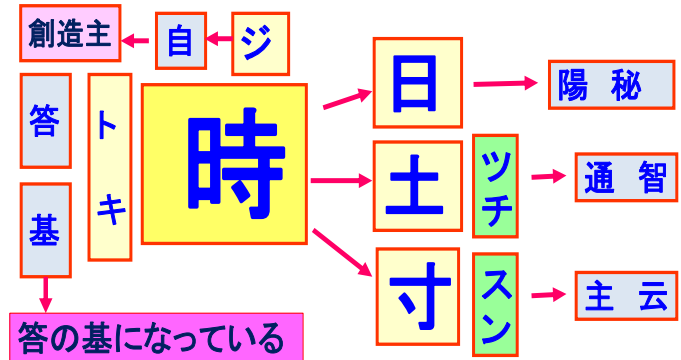 創造主
自
ジ
答
基
トキ
時
日
土
寸
ツチ
スン
陽 秘
通 智
主 云
答の基になっている